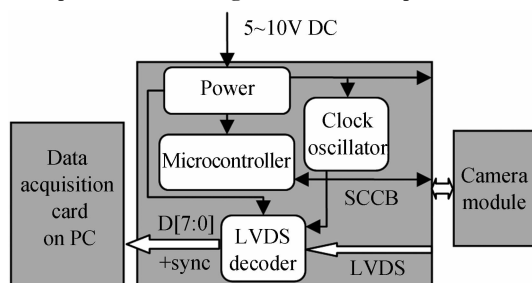 5~10V DC
Power
Clock
oscillator
Microcontroller
Data
acquisition
card
on PC
SCCB
Camera
module
D[7:0]
+sync
LVDS
decoder
LVDS